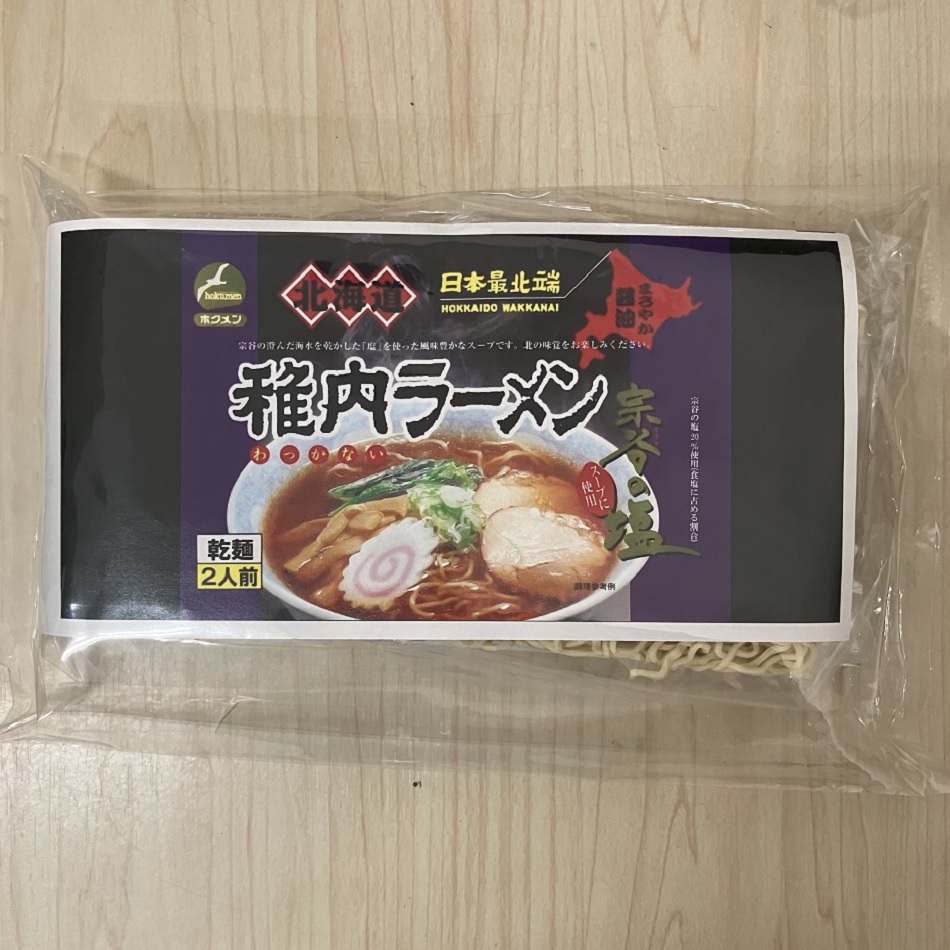 hokumen
ホクメン
北海道
日本最北端
HOKKAIDO WAKKANAI
まろやか
醤油
宗谷の澄んだ海水を乾かした「塩」を使った風味豊かなスープです。北の味覚をお楽しみください。
稚内ラーメン
わっかない
宗谷の塩
スープに
使用
宗谷の塩20%使用(食塩に占める割合)
乾麺
2人前
調理参考例